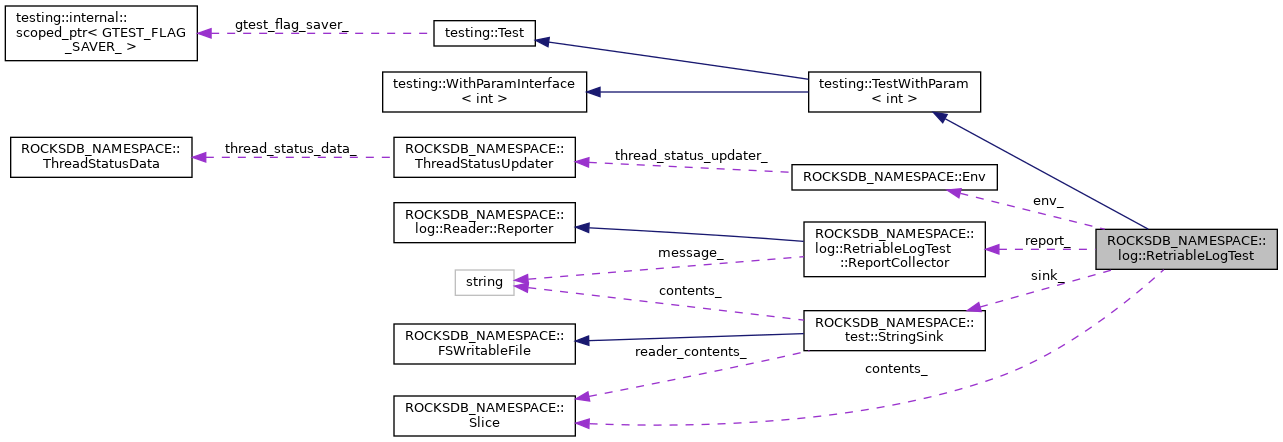 testing::internal::
scoped_ptr< GTEST_FLAG
_SAVER_ >
gtest_flag_saver_
testing::Test
testing::WithParamInterface
< int >
testing::TestWithParam
< int >
ROCKSDB_NAMESPACE::
ThreadStatusData
thread_status_data_
ROCKSDB_NAMESPACE::
ThreadStatusUpdater
thread_status_updater_
ROCKSDB_NAMESPACE::Env
env_
ROCKSDB_NAMESPACE::
log::Reader::Reporter
ROCKSDB_NAMESPACE::
log::RetriableLogTest
::ReportCollector
report_
ROCKSDB_NAMESPACE::
log::RetriableLogTest
message_
string
contents_
sink_
ROCKSDB_NAMESPACE::
FSWritableFile
ROCKSDB_NAMESPACE::
test::StringSink
reader_contents_
contents_
ROCKSDB_NAMESPACE::
Slice